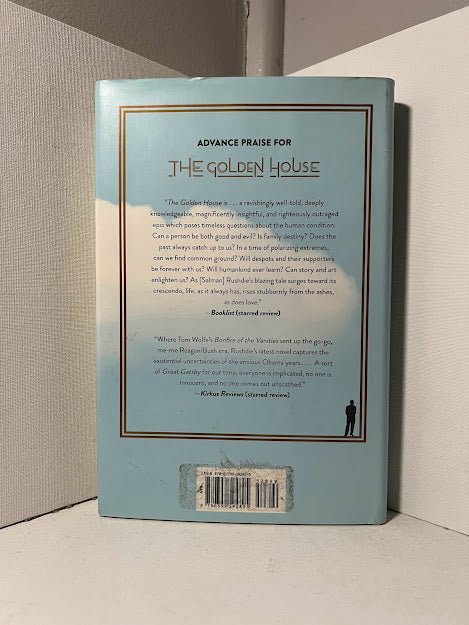 ADVANCE PRAISE FOR
THE GOLDEN HOUSE
"The Golden House is . . . a ravishingly well-told, deeply
knowledgeable, magnificently insightful, and righteously outraged
epic which poses timeless questions about the human condition.
Can a person be both good and evil? Is family destiny? Does the
past always catch up to us? In a time of polarizing extremes,
can we find common ground? Will despots and their supporters
be forever with us? Will humankind ever learn? Can story and art
enlighten us? As [Salman] Rushdie's blazing tale surges toward its
crescendo, life, as it always has, rises stubbornly from the ashes,
as does love."
—Booklist (starred review)
"Where Tom Wolfe's Bonfire of the Vanities sent up the go-go,
me-me Reagan/Bush era, Rushdie's latest novel captures the
existential uncertainties of the anxious Obama years. . . . A sort
of Great Gatsby for our time: everyone is implicated, no one is
innocent, and no one comes out unscathed."
—Kirkus Reviews (starred review)
ISBN